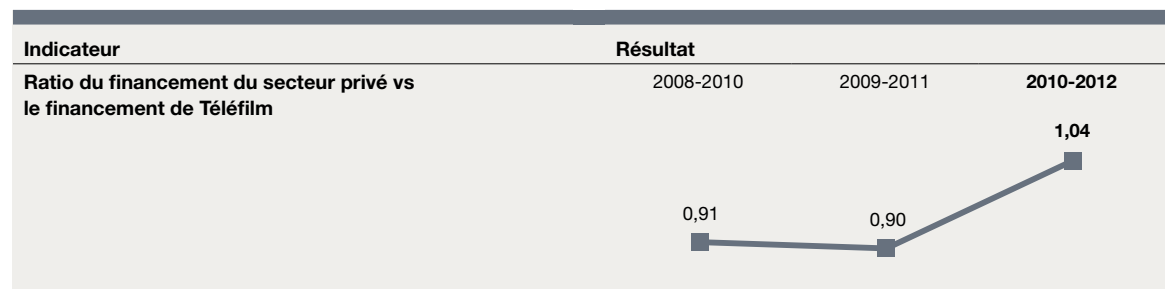 Indicateur Résultat
Ratio du financement du secteur privé vs 2008-2010 2009-2011 2010-2012
le financement de Téléfilm
1,04
0,91
0,90